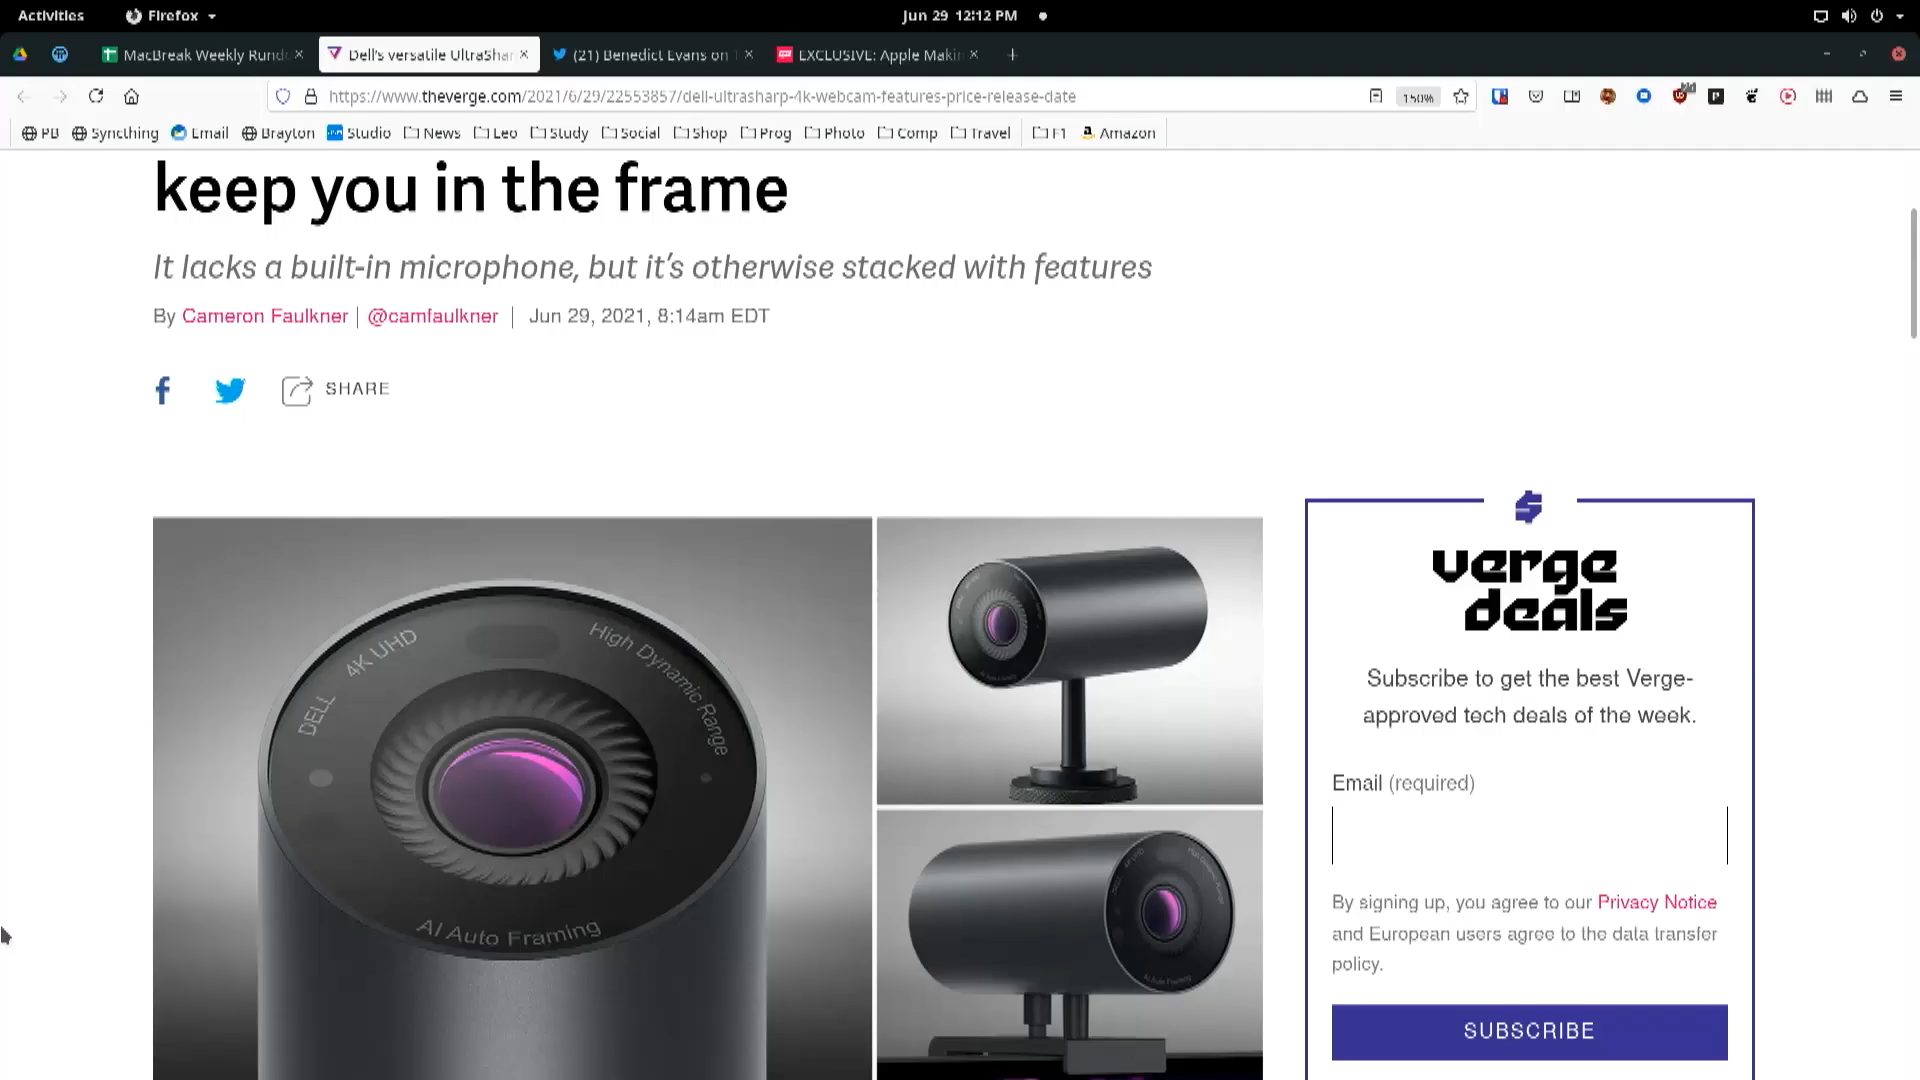 Activities
Firefox
Jun 29 12:12 PM
MacBreak Weekly Rund
Dell's versatile UltraShar
(21) Benedict Evans on T
EXCLUSIVE: Apple Makin
https://www.theverge.com/2021/6/29/22553857/dell-ultrasharp-4k-webcam-features-price-release-date
150%
PB
Syncthing
Email
Brayton
Studio
News
Leo
Study
Social
Shop
Prog
Photo
Comp
Travel
F1
Amazon
keep you in the frame
It lacks a built-in microphone, but it's otherwise stacked with features
By Cameron Faulkner | @camfaulkner | Jun 29, 2021, 8:14am EDT
SHARE
DELL 4K UHD High Dynamic Range
AI Auto Framing
verge
deals
Subscribe to get the best Verge-
approved tech deals of the week.
Email (required)
By signing up, you agree to our Privacy Notice
and European users agree to the data transfer
policy.
SUBSCRIBE